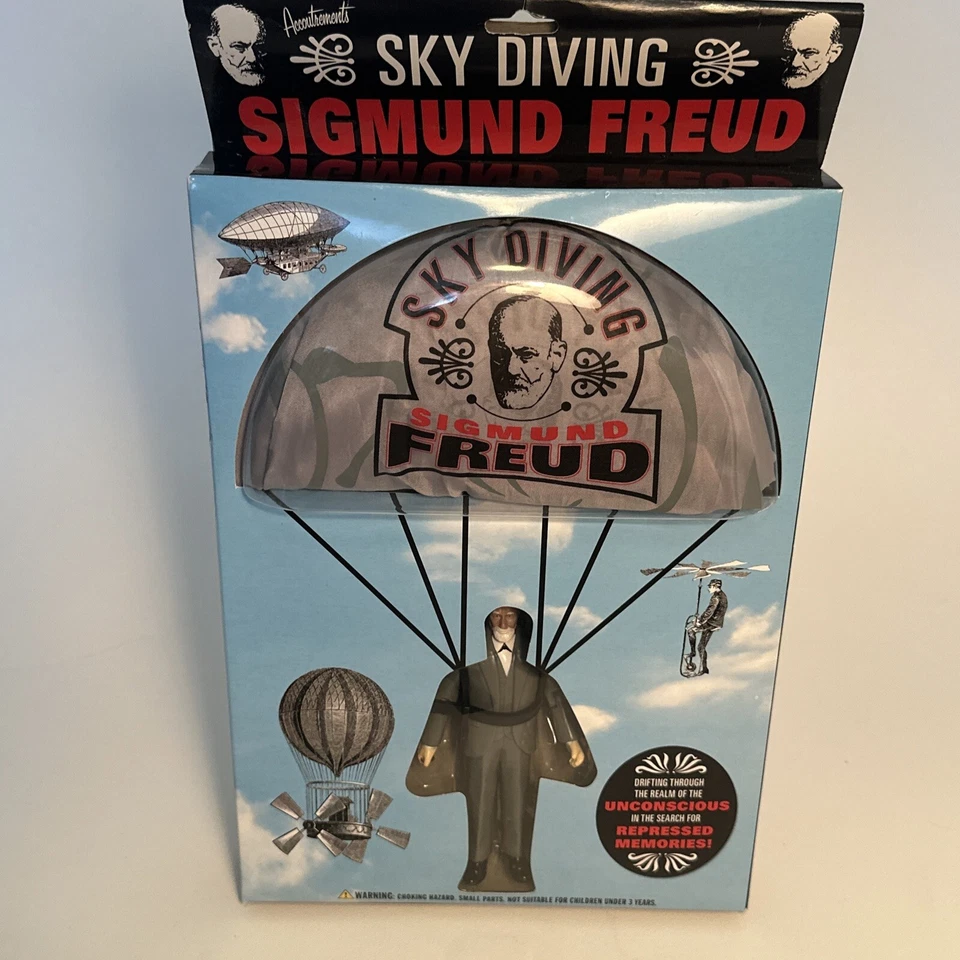 Accoutrements
SKY DIVING
SIGMUND FREUD
SKY DIVING
SIGMUND
FREUD
DRIFTING THROUGH
THE REALM OF THE
UNCONSCIOUS
IN THE SEARCH FOR
REPRESSED
MEMORIES!
WARNING: CHOKING HAZARD. SMALL PARTS. NOT SUITABLE FOR CHILDREN UNDER 3 YEARS.